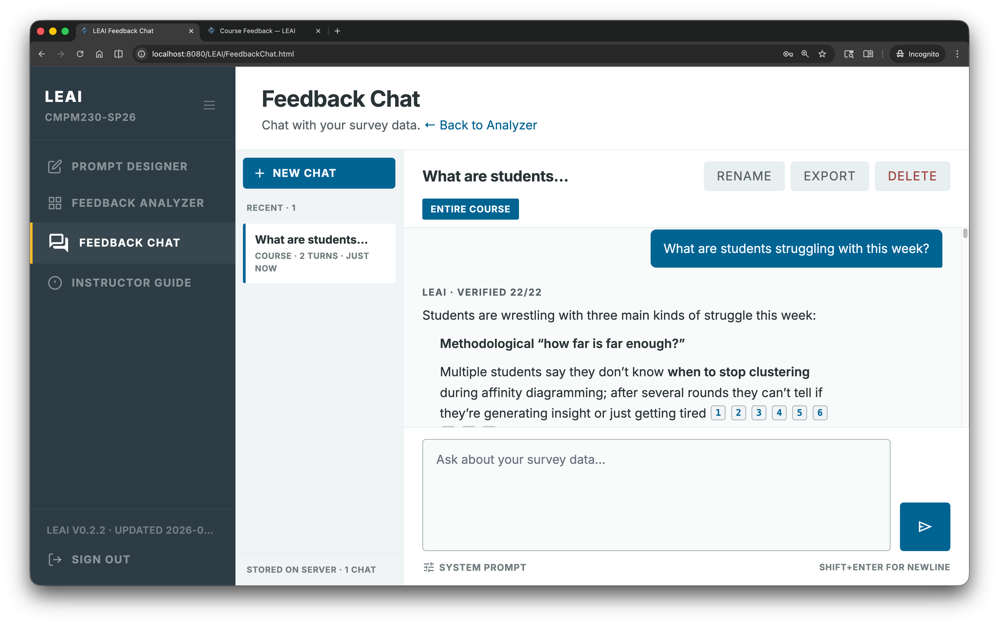 LEAI Feedback Chat
Course Feedback — LEAI
localhost:8080/LEAI/FeedbackChat.html
Incognito
LEAI
CMPM230-SP26
PROMPT DESIGNER
FEEDBACK ANALYZER
FEEDBACK CHAT
INSTRUCTOR GUIDE
LEAI V0.2.2 · UPDATED 2026-0...
SIGN OUT
Feedback Chat
Chat with your survey data. ← Back to Analyzer
+ NEW CHAT
RECENT · 1
What are students...
COURSE · 2 TURNS · JUST
NOW
STORED ON SERVER · 1 CHAT
What are students...
RENAME
EXPORT
DELETE
ENTIRE COURSE
What are students struggling with this week?
LEAI · VERIFIED 22/22
Students are wrestling with three main kinds of struggle this week:
Methodological “how far is far enough?”
Multiple students say they don’t know when to stop clustering
during affinity diagramming; after several rounds they can’t tell if
they’re generating insight or just getting tired 1 2 3 4 5 6
Ask about your survey data...
SYSTEM PROMPT
SHIFT+ENTER FOR NEWLINE